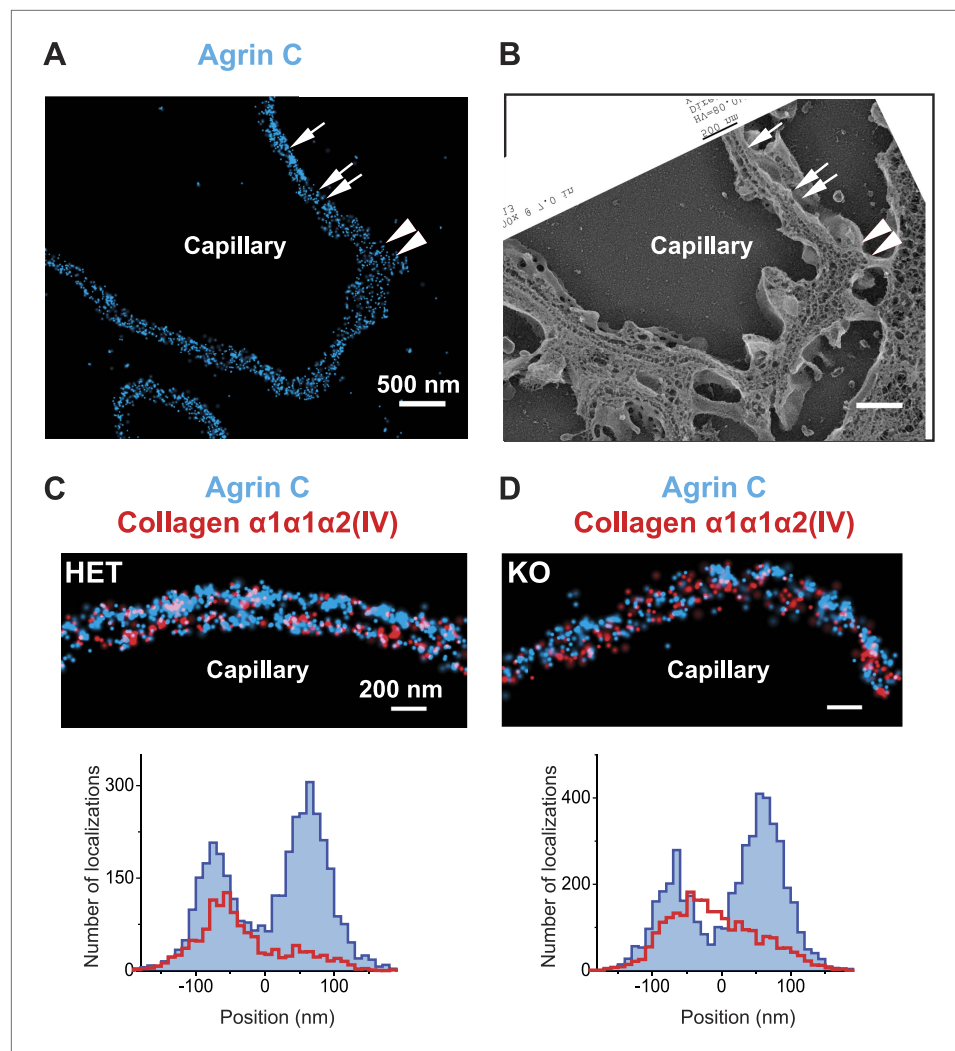 A
Agrin C
Capillary
500 nm
B
500 nm
Capillary
C
Agrin C
Collagen α1α1α2(IV)
HET
Capillary
200 nm
D
Agrin C
Collagen α1α1α2(IV)
KO
Capillary
Number of localizations
300
150
0
-100
0
100
Position (nm)
Number of localizations
400
200
0
-100
0
100
Position (nm)